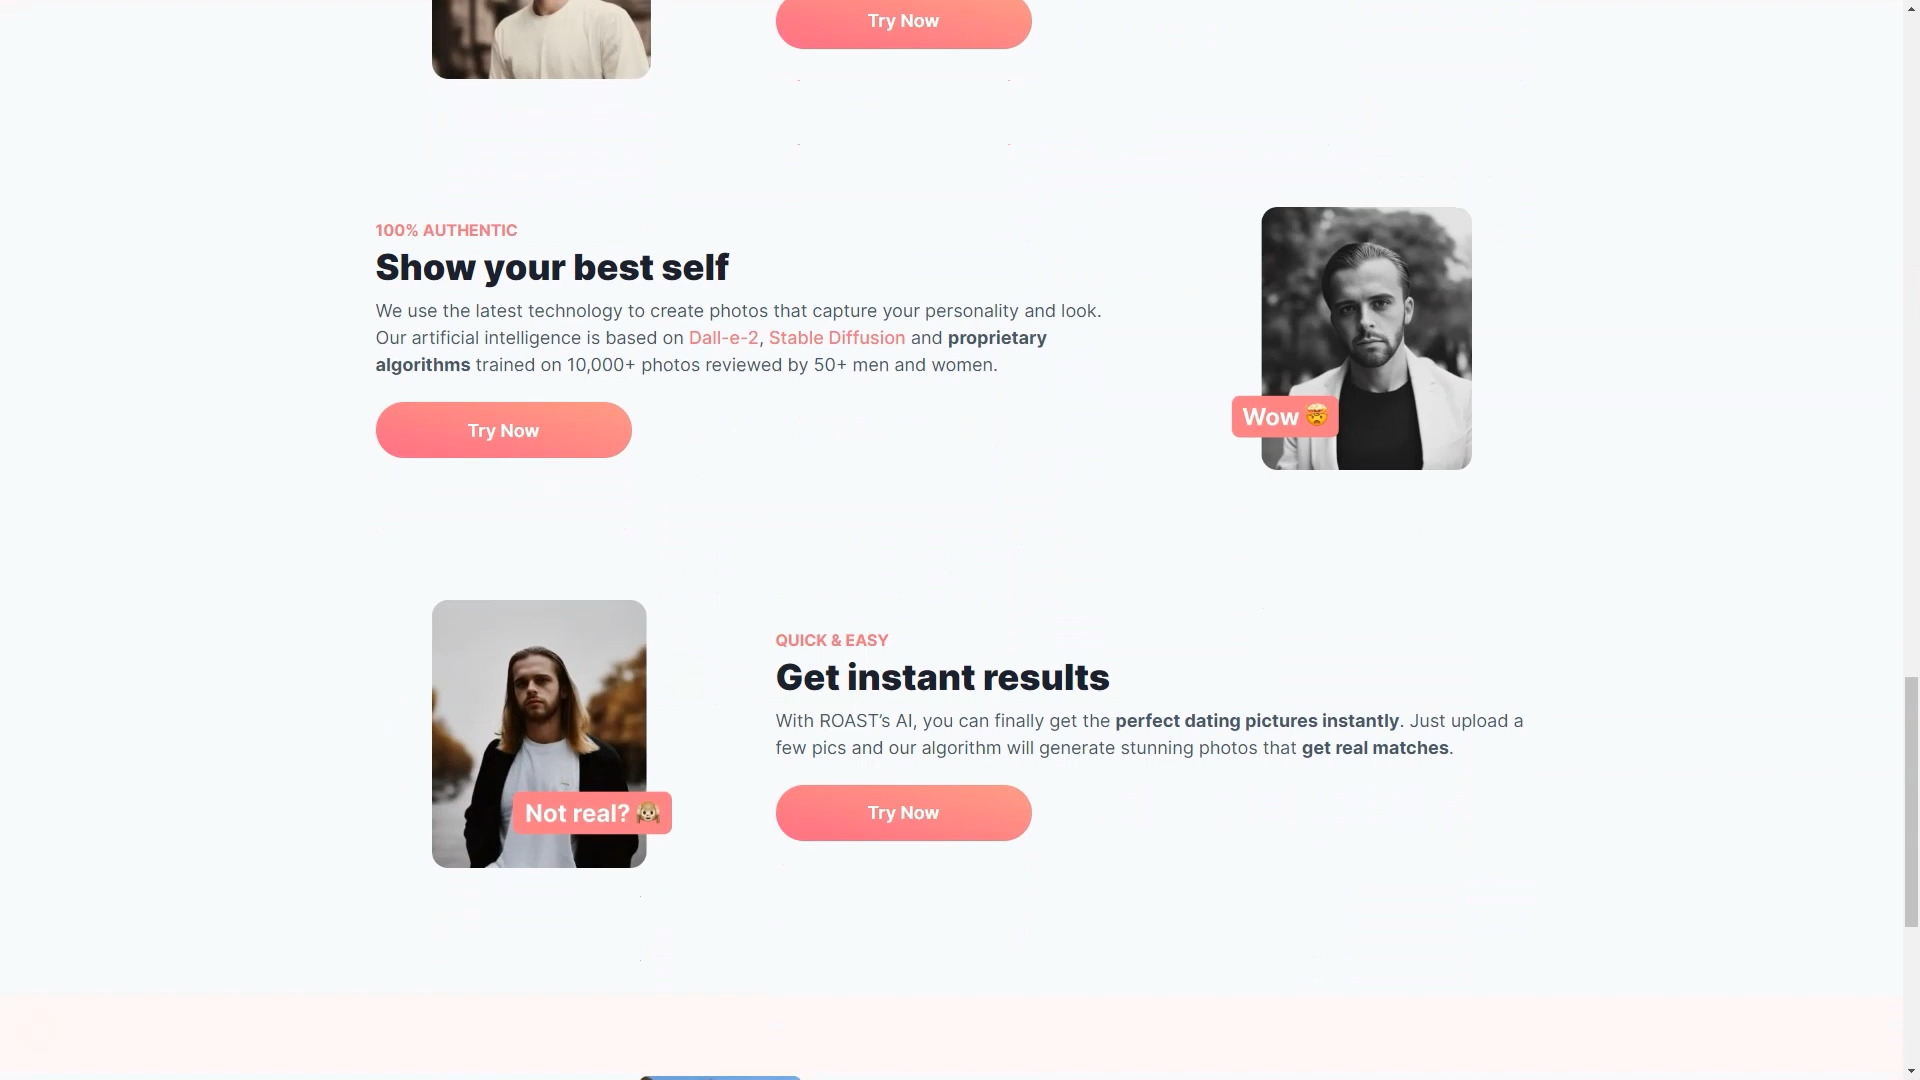 Try Now
100% AUTHENTIC
Show your best self
We use the latest technology to create photos that capture your personality and look.
Our artificial intelligence is based on Dall-e-2, Stable Diffusion and proprietary
algorithms trained on 10,000+ photos reviewed by 50+ men and women.
Try Now
Wow 🤯
Not real? 🙉
QUICK & EASY
Get instant results
With ROAST’s AI, you can finally get the perfect dating pictures instantly. Just upload a
few pics and our algorithm will generate stunning photos that get real matches.
Try Now